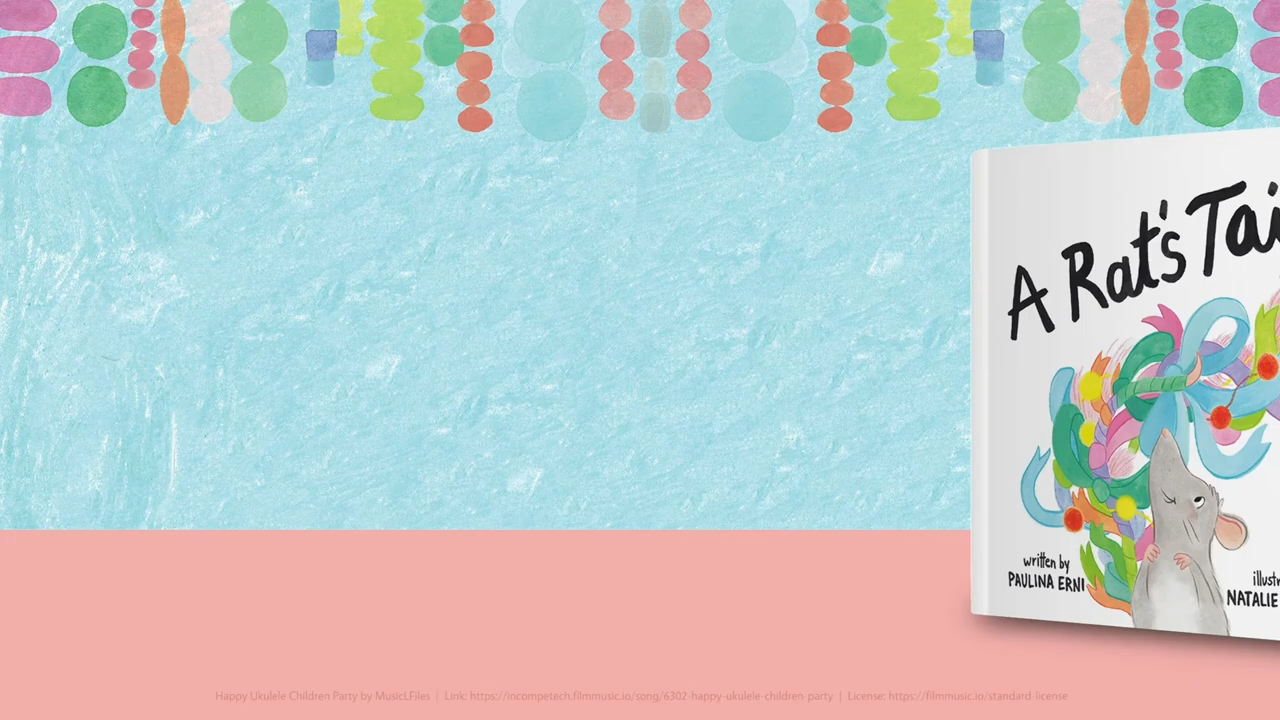 A Rat's Tai
written by
PAULINA ERNI
illustr
NATALIE
Happy Ukulele Children Party by MusicLFiles | Link: https://incompetech.filmmusic.io/song/6302-happy-ukulele-children-party | License: https://filmmusic.io/standard-license